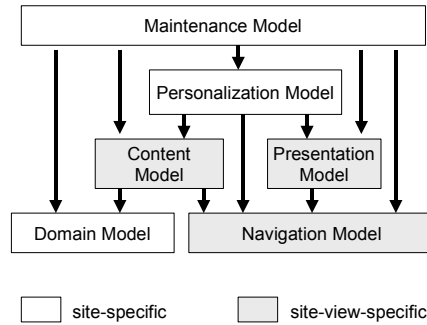 Maintenance Model
Personalization Model
Content
Model
Presentation
Model
Domain Model
Navigation Model
site-specific
site-view-specific